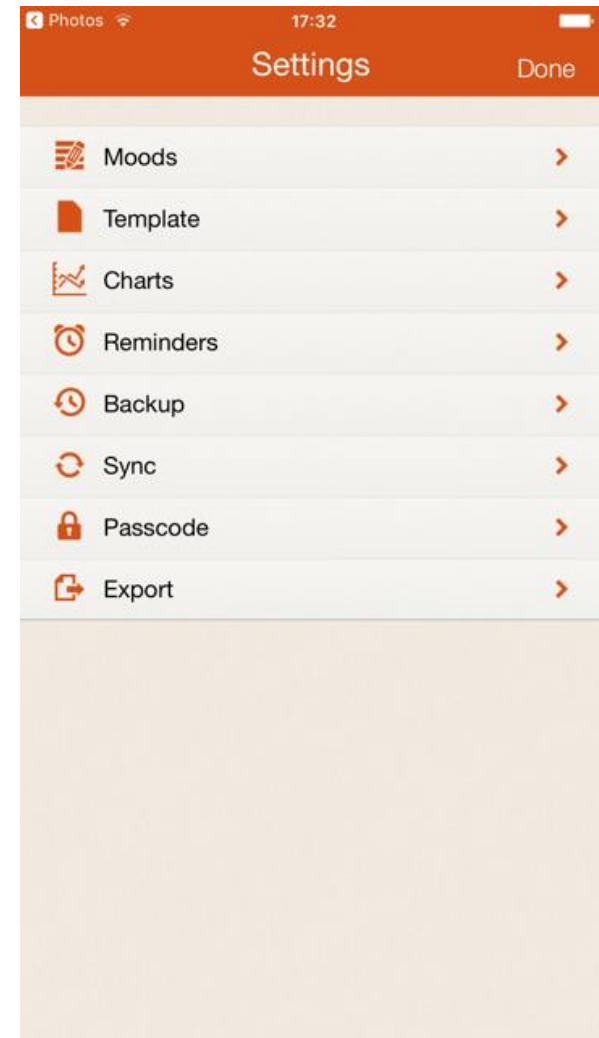 Photos 17:32
Settings Done
Moods
Template
Charts
Reminders
Backup
Sync
Passcode
Export